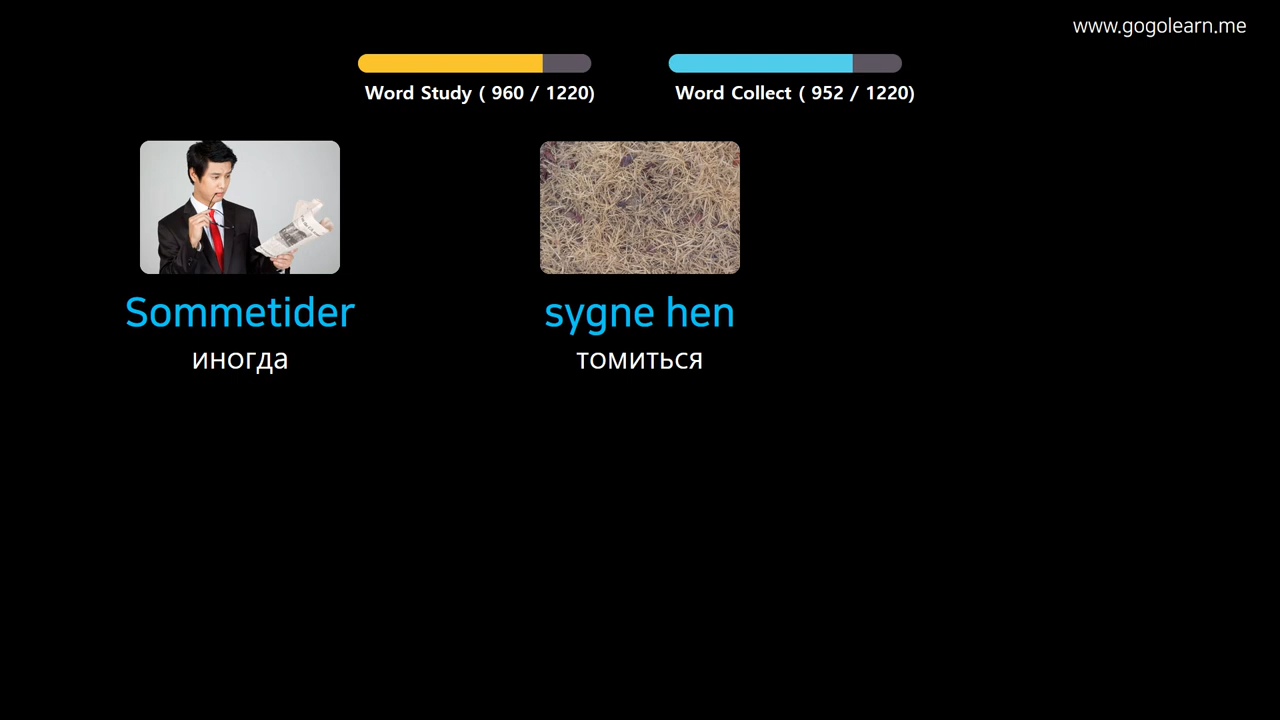 www.gogolearn.me
Word Study ( 960 / 1220)
Word Collect ( 952 / 1220)
Sommetider
иногда
sygne hen
томиться